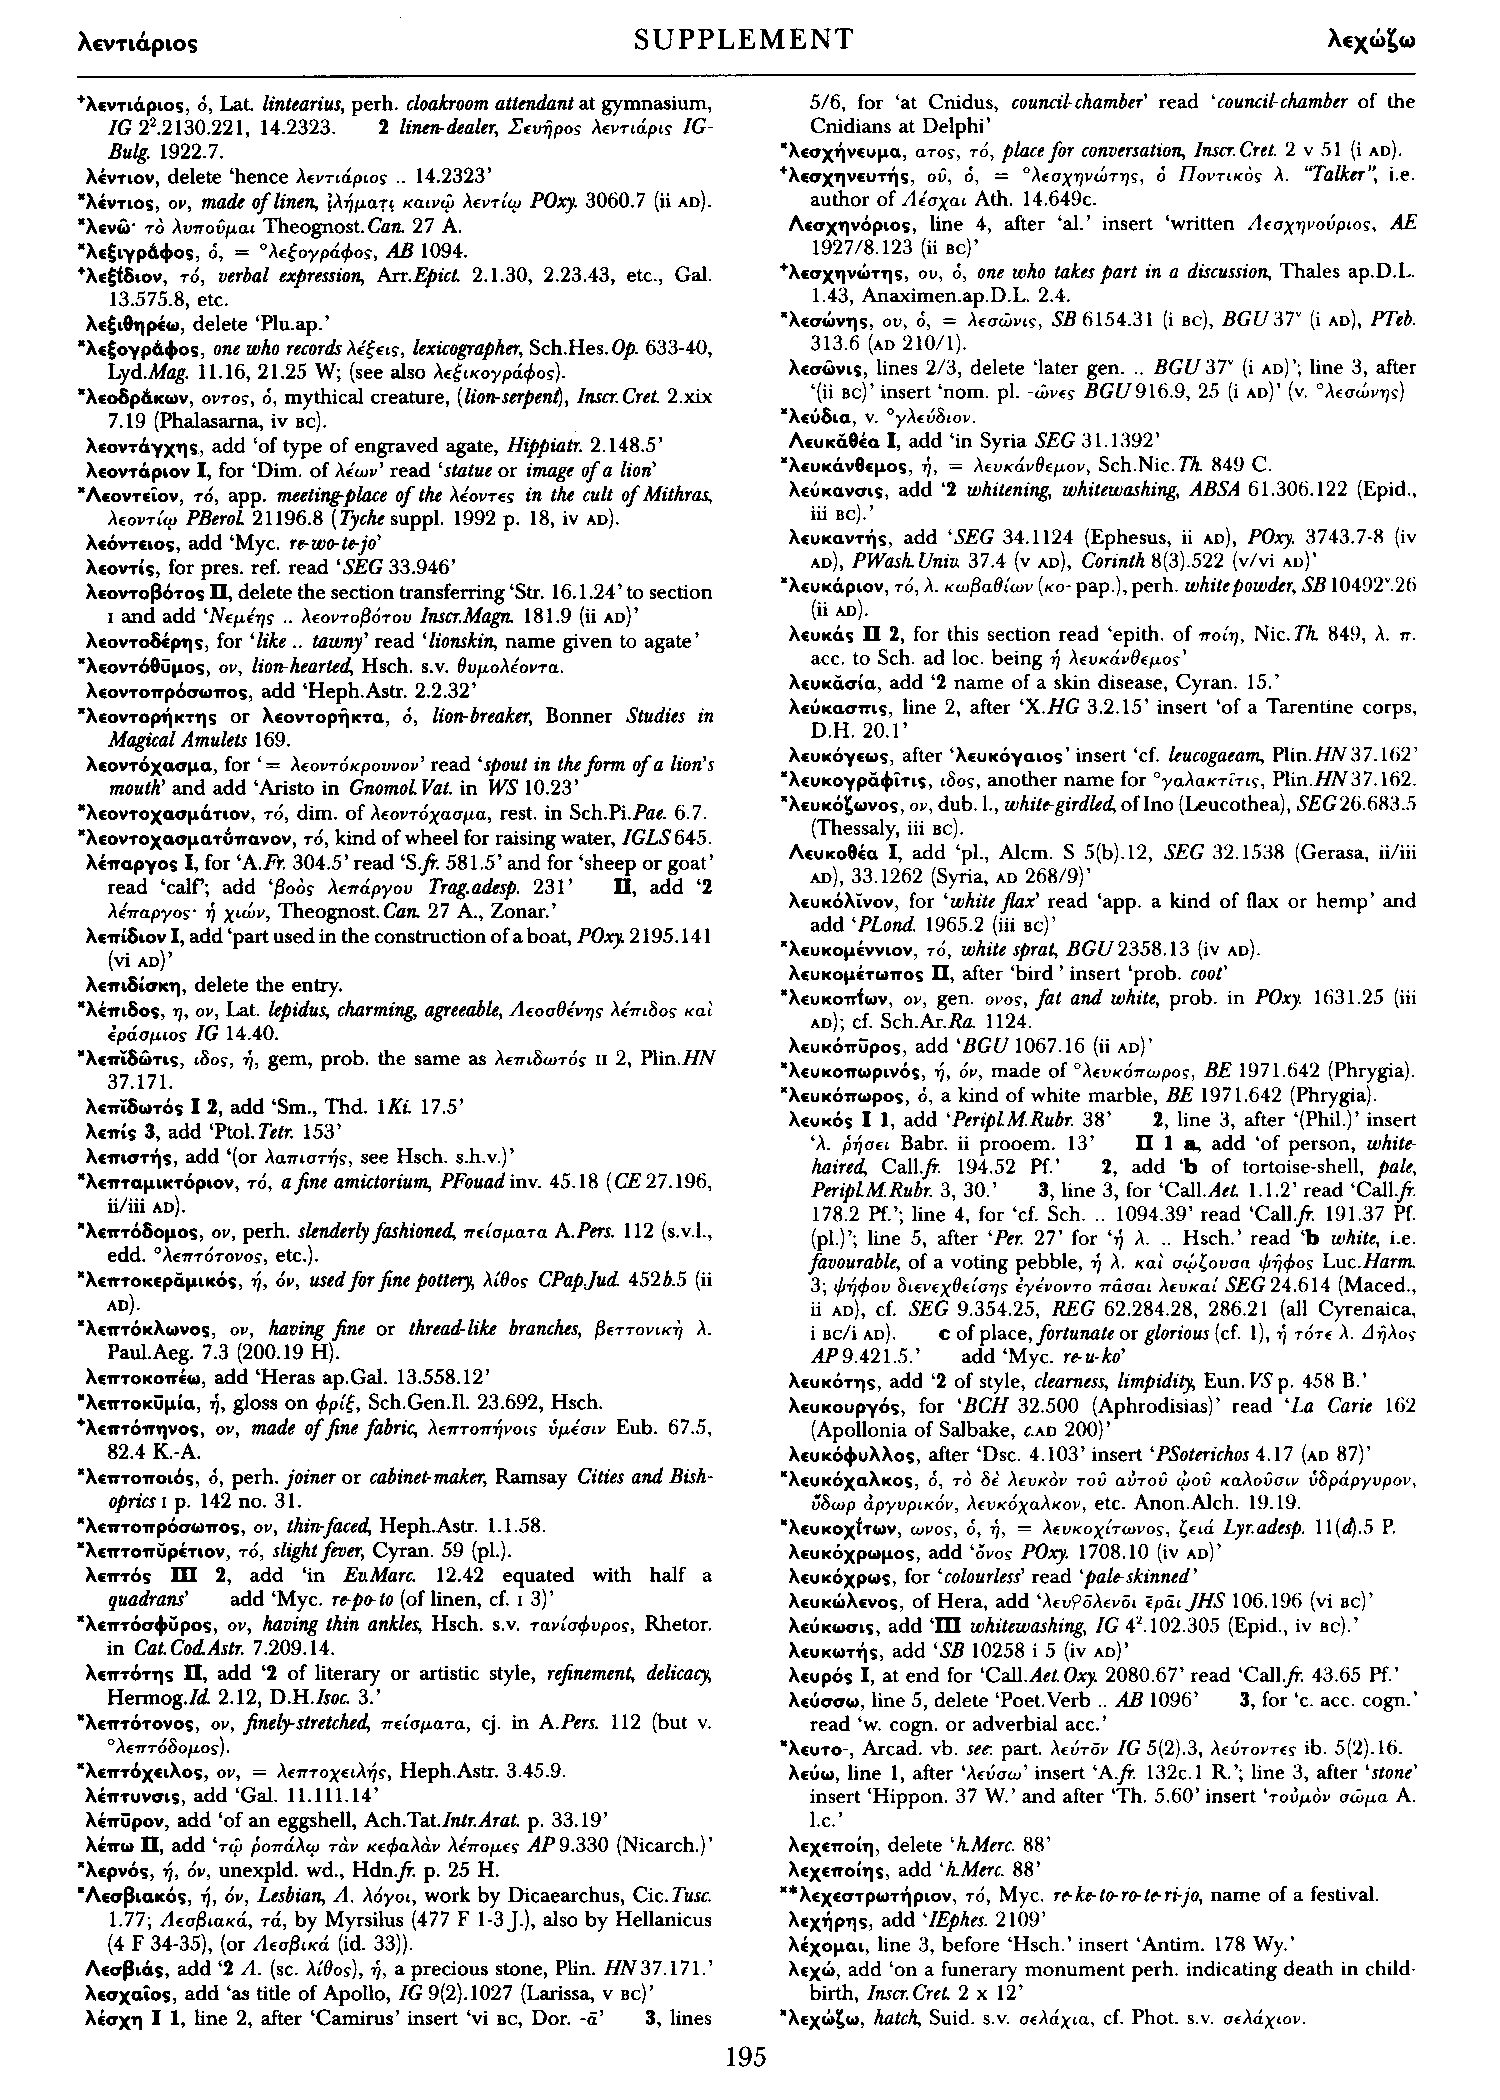 λεντιάριος SUPPLEMENT λεχώζω
⁺λεντιάριος, ὁ, Lat. lintearius, perh. cloakroom attendant at gymnasium,
IG 2².2130.221, 14.2323. 2 linen-dealer, Σευῆρος λεντιάρις IG-
Bulg. 1922.7.
λέντιον, delete ‘hence λεντιάριος .. 14.2323’
*λέντιος, ον, made of linen, ἱλήματι καινῷ λεντίῳ POxy. 3060.7 (ii AD).
*λενῶ· τὸ λυποῦμαι Theognost.Can. 27 A.
*λεξιγρᾰ́φος, ὁ, = °λεξογράφος, AB 1094.
⁺λεξῐ́διον, τό, verbal expression, Arr.Epict. 2.1.30, 2.23.43, etc., Gal.
13.575.8, etc.
λεξιθηρέω, delete ‘Plu.ap.’
*λεξογρᾰ́φος, one who records λέξεις, lexicographer, Sch.Hes.Op. 633-40,
Lyd.Mag. 11.16, 21.25 W; (see also λεξικογράφος).
*λεοδρᾰ́κων, οντος, ὁ, mythical creature, (lion-serpent), Inscr.Cret. 2.xix
7.19 (Phalasarna, iv BC).
λεοντάγχης, add ‘of type of engraved agate, Hippiatr. 2.148.5’
λεοντάριον I, for ‘Dim. of λέων’ read ‘statue or image of a lion’
*Λεοντεῖον, τό, app. meeting-place of the λέοντες in the cult of Mithras,
λεοντίῳ PBerol. 21196.8 (Tyche suppl. 1992 p. 18, iv AD).
λεόντειος, add ‘Myc. re-wo-te-jo’
λεοντίς, for pres. ref. read ‘SEG 33.946’
λεοντοβότος II, delete the section transferring ‘Str. 16.1.24’ to section
I and add ‘Νεμέης .. λεοντοβότου Inscr.Magn. 181.9 (ii AD)’
λεοντοδέρης, for ‘like .. tawny’ read ‘lionskin, name given to agate’
*λεοντόθῡμος, ον, lion-hearted, Hsch. s.v. θυμολέοντα.
λεοντοπρόσωπος, add ‘Heph.Astr. 2.2.32’
*λεοντορήκτης or λεοντορῆκτα, ὁ, lion-breaker, Bonner Studies in
Magical Amulets 169.
λεοντόχασμα, for ‘= λεοντόκρουνον’ read ‘spout in the form of a lion’s
mouth’ and add ‘Aristo in Gnomol.Vat. in WS 10.23’
*λεοντοχασμάτιον, τό, dim. of λεοντόχασμα, rest. in Sch.Pi.Pae. 6.7.
*λεοντοχασματῠ́πανον, τό, kind of wheel for raising water, IGLS 645.
λέπαργος I, for ‘A.Fr. 304.5’ read ‘S.fr. 581.5’ and for ‘sheep or goat’
read ‘calf’; add ‘βοὸς λεπάργου Trag.adesp. 231’ II, add ‘2
λέπαργος· ἡ χιών, Theognost.Can. 27 A., Zonar.’
λεπίδιον I, add ‘part used in the construction of a boat, POxy. 2195.141
(vi AD)’
λεπιδίσκη, delete the entry.
*λέπιδος, η, ον, Lat. lepidus, charming, agreeable, Λεοσθένης λέπιδος καὶ
ἐράσμιος IG 14.40.
*λεπῐδῶτις, ιδος, ἡ, gem, prob. the same as λεπιδωτός II 2, Plin.HN
37.171.
λεπῐδωτός I 2, add ‘Sm., Thd. 1Ki. 17.5’
λεπίς 3, add ‘Ptol.Tetr. 153’
λεπιστής, add ‘(or λαπιστής, see Hsch. s.h.v.)’
*λεπταμικτόριον, τό, a fine amictorium, PFouad inv. 45.18 (CE 27.196,
ii/iii AD).
*λεπτόδομος, ον, perh. slenderly fashioned, πείσματα A.Pers. 112 (s.v.l.,
edd. °λεπτότονος, etc.).
*λεπτοκερᾰμικός, ή, όν, used for fine pottery, λίθος CPap.Jud. 452b.5 (ii
AD).
*λεπτόκλωνος, ον, having fine or thread-like branches, βεττονικὴ λ.
Paul.Aeg. 7.3 (200.19 H).
λεπτοκοπέω, add ‘Heras ap.Gal. 13.558.12’
*λεπτοκῡμία, ἡ, gloss on φρίξ, Sch.Gen.Il. 23.692, Hsch.
⁺λεπτόπηνος, ον, made of fine fabric, λεπτοπήνοις ὑμέσιν Eub. 67.5,
82.4 K.-A.
*λεπτοποιός, ὁ, perh. joiner or cabinet-maker, Ramsay Cities and Bish-
oprics I p. 142 no. 31.
*λεπτοπρόσωπος, ον, thin-faced, Heph.Astr. 1.1.58.
*λεπτοπῠρέτιον, τό, slight fever, Cyran. 59 (pl.).
λεπτός III 2, add ‘in Ev.Marc. 12.42 equated with half a
quadrans’ add ‘Myc. re-po-to (of linen, cf. I 3)’
*λεπτόσφῠρος, ον, having thin ankles, Hsch. s.v. τανίσφυρος, Rhetor.
in Cat.Cod.Astr. 7.209.14.
λεπτότης II, add ‘2 of literary or artistic style, refinement, delicacy,
Hermog.Id. 2.12, D.H.Isoc. 3.’
*λεπτότονος, ον, finely-stretched, πείσματα, cj. in A.Pers. 112 (but v.
°λεπτόδομος).
*λεπτόχειλος, ον, = λεπτοχειλής, Heph.Astr. 3.45.9.
λέπτυνσις, add ‘Gal. 11.111.14’
λέπῡρον, add ‘of an eggshell, Ach.Tat.Intr.Arat. p. 33.19’
λέπω II, add ‘τῷ ῥοπάλῳ τὰν κεφαλὰν λέπομες AP 9.330 (Nicarch.)’
*λερνός, ή, όν, unexpld. wd., Hdn.fr. p. 25 H.
*Λεσβιακός, ή, όν, Lesbian, Λ. λόγοι, work by Dicaearchus, Cic.Tusc.
1.77; Λεσβιακά, τά, by Myrsilus (477 F 1-3 J.), also by Hellanicus
(4 F 34-35), (or Λεσβικά (id. 33)).
Λεσβιάς, add ‘2 Λ. (sc. λίθος), ἡ, a precious stone, Plin. HN 37.171.’
λεσχαῖος, add ‘as title of Apollo, IG 9(2).1027 (Larissa, v BC)’
λέσχη I 1, line 2, after ‘Camirus’ insert ‘vi BC, Dor. -ᾱ’ 3, lines
5/6, for ‘at Cnidus, council-chamber’ read ‘council-chamber of the
Cnidians at Delphi’
*λεσχήνευμα, ατος, τό, place for conversation, Inscr.Cret. 2 v 51 (i AD).
⁺λεσχηνευτής, οῦ, ὁ, = °λεσχηνώτης, ὁ Ποντικὸς λ. “Talker”, i.e.
author of Λέσχαι Ath. 14.649c.
Λεσχηνόριος, line 4, after ‘al.’ insert ‘written Λεσχηνούριος, AE
1927/8.123 (ii BC)’
⁺λεσχηνώτης, ου, ὁ, one who takes part in a discussion, Thales ap.D.L.
1.43, Anaximen.ap.D.L. 2.4.
*λεσώνης, ου, ὁ, = λεσῶνις, SB 6154.31 (i BC), BGU 37ᵛ (i AD), PTeb.
313.6 (AD 210/1).
λεσῶνις, lines 2/3, delete ‘later gen. .. BGU 37ᵛ (i AD)’; line 3, after
‘(ii BC)’ insert ‘nom. pl. -ῶνες BGU 916.9, 25 (i AD)’ (v. °λεσώνης)
*λεύδια, v. °γλεύδιον.
Λευκᾰθέα I, add ‘in Syria SEG 31.1392’
*λευκάνθεμος, ἡ, = λευκάνθεμον, Sch.Nic.Th. 849 C.
λεύκανσις, add ‘2 whitening, whitewashing, ABSA 61.306.122 (Epid.,
iii BC).’
λευκαντής, add ‘SEG 34.1124 (Ephesus, ii AD), POxy. 3743.7-8 (iv
AD), PWash.Univ. 37.4 (v AD), Corinth 8(3).522 (v/vi AD)’
*λευκάριον, τό, λ. κωβαθίων (κο- pap.), perh. white powder, SB 10492ᵛ.26
(ii AD).
λευκάς II 2, for this section read ‘epith. of ποίη, Nic.Th. 849, λ. π.
acc. to Sch. ad loc. being ἡ λευκάνθεμος’
λευκᾰσία, add ‘2 name of a skin disease, Cyran. 15.’
λεύκασπις, line 2, after ‘X.HG 3.2.15’ insert ‘of a Tarentine corps,
D.H. 20.1’
λευκόγεως, after ‘λευκόγαιος’ insert ‘cf. leucogaeam, Plin.HN 37.162’
*λευκογρᾰφῖτις, ιδος, another name for °γαλακτῖτις, Plin.HN 37.162.
*λευκόζωνος, ον, dub. l., white-girdled, of Ino (Leucothea), SEG 26.683.5
(Thessaly, iii BC).
Λευκοθέα I, add ‘pl., Alcm. S 5(b).12, SEG 32.1538 (Gerasa, ii/iii
AD), 33.1262 (Syria, AD 268/9)’
λευκόλῐνον, for ‘white flax’ read ‘app. a kind of flax or hemp’ and
add ‘PLond. 1965.2 (iii BC)’
*λευκομέννιον, τό, white sprat, BGU 2358.13 (iv AD).
λευκομέτωπος II, after ‘bird ’ insert ‘prob. coot’
*λευκοπῑ́ων, ον, gen. ονος, fat and white, prob. in POxy. 1631.25 (iii
AD); cf. Sch.Ar.Ra. 1124.
λευκόπῡρος, add ‘BGU 1067.16 (ii AD)’
*λευκοπωρινός, ή, όν, made of °λευκόπωρος, BE 1971.642 (Phrygia).
*λευκόπωρος, ὁ, a kind of white marble, BE 1971.642 (Phrygia).
λευκός I 1, add ‘Peripl.M.Rubr. 38’ 2, line 3, after ‘(Phil.)’ insert
‘λ. ῥήσει Babr. ii prooem. 13’ II 1 a, add ‘of person, white-
haired, Call.fr. 194.52 Pf.’ 2, add ‘b of tortoise-shell, pale,
Peripl.M.Rubr. 3, 30.’ 3, line 3, for ‘Call.Aet. 1.1.2’ read ‘Call.fr.
178.2 Pf.’; line 4, for ‘cf. Sch. .. 1094.39’ read ‘Call.fr. 191.37 Pf.
(pl.)’; line 5, after ‘Per. 27’ for ‘ἡ λ. .. Hsch.’ read ‘b white, i.e.
favourable, of a voting pebble, ἡ λ. καὶ σῴζουσα ψῆφος Luc.Harm.
3; ψήφου διενεχθείσης ἐγένοντο πᾶσαι λευκαί SEG 24.614 (Maced.,
ii AD), cf. SEG 9.354.25, REG 62.284.28, 286.21 (all Cyrenaica,
i BC/i AD). c of place, fortunate or glorious (cf. 1), ἡ τότε λ. Δῆλος
AP 9.421.5.’ add ‘Myc. re-u-ko’
λευκότης, add ‘2 of style, clearness, limpidity, Eun.VS p. 458 B.’
λευκουργός, for ‘BCH 32.500 (Aphrodisias)’ read ‘La Carie 162
(Apollonia of Salbake, c.AD 200)’
λευκόφυλλος, after ‘Dsc. 4.103’ insert ‘PSoterichos 4.17 (AD 87)’
*λευκόχαλκος, ὁ, τὸ δὲ λευκὸν τοῦ αὐτοῦ ᾠοῦ καλοῦσιν ὑδράργυρον,
ὕδωρ ἀργυρικόν, λευκόχαλκον, etc. Anon.Alch. 19.19.
*λευκοχῐ́των, ωνος, ὁ, ἡ, = λευκοχίτωνος, ζειά Lyr.adesp. 11(d).5 P.
λευκόχρωμος, add ‘ὄνος POxy. 1708.10 (iv AD)’
λευκόχρως, for ‘colourless’ read ‘pale-skinned’
λευκώλενος, of Hera, add ‘λευϙōλενōι hέρᾱι JHS 106.196 (vi BC)’
λεύκωσις, add ‘III whitewashing, IG 4².102.305 (Epid., iv BC).’
λευκωτής, add ‘SB 10258 i 5 (iv AD)’
λευρός I, at end for ‘Call.Aet.Oxy. 2080.67’ read ‘Call.fr. 43.65 Pf.’
λεύσσω, line 5, delete ‘Poet.Verb .. AB 1096’ 3, for ‘c. acc. cogn.’
read ‘w. cogn. or adverbial acc.’
*λευτο-, Arcad. vb. see: part. λεύτōν IG 5(2).3, λεύτοντες ib. 5(2).16.
λεύω, line 1, after ‘λεύσω’ insert ‘A.fr. 132c.1 R.’; line 3, after ‘stone’
insert ‘Hippon. 37 W.’ and after ‘Th. 5.60’ insert ‘τοὐμὸν σῶμα A.
l.c.’
λεχεποίη, delete ‘h.Merc. 88’
λεχεποίης, add ‘h.Merc. 88’
**λεχεστρωτήριον, τό, Myc. re-ke-to-ro-te-ri-jo, name of a festival.
λεχήρης, add ‘IEphes. 2109’
λέχομαι, line 3, before ‘Hsch.’ insert ‘Antim. 178 Wy.’
λεχώ, add ‘on a funerary monument perh. indicating death in child-
birth, Inscr.Cret. 2 x 12’
*λεχώζω, hatch, Suid. s.v. σελάχια, cf. Phot. s.v. σελάχιον.
195